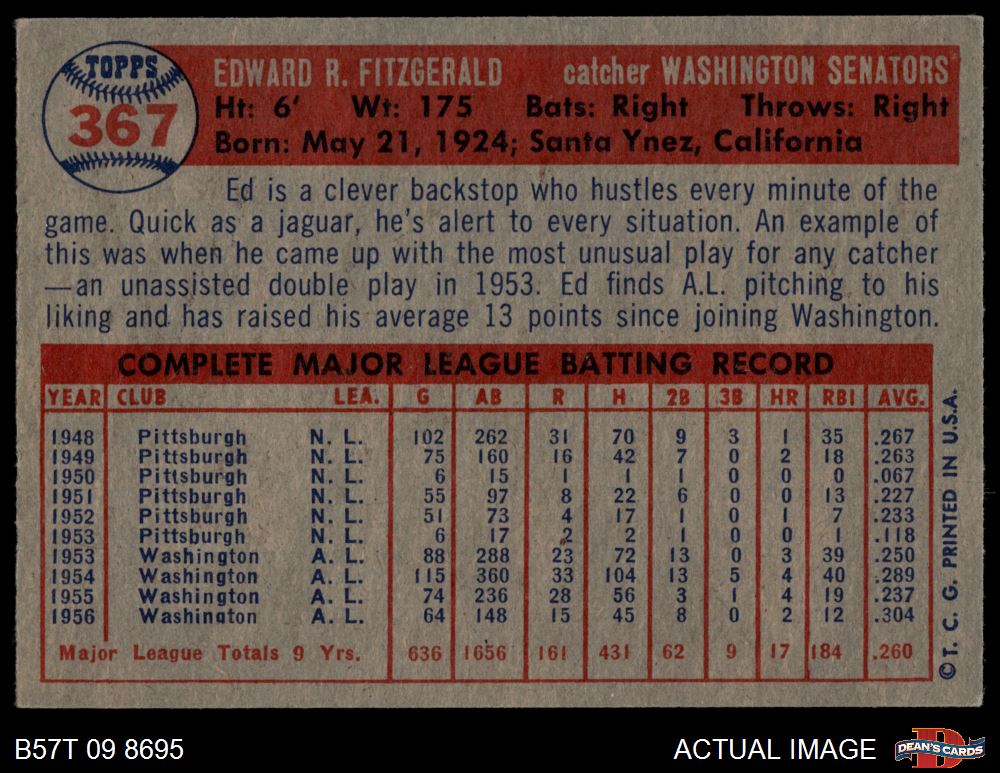 TOPPS
367
EDWARD R. FITZGERALD catcher WASHINGTON SENATORS
Ht: 6' Wt: 175 Bats: Right Throws: Right
Born: May 21, 1924; Santa Ynez, California
Ed is a clever backstop who hustles every minute of the
game. Quick as a jaguar, he's alert to every situation. An example of
this was when he came up with the most unusual play for any catcher
—an unassisted double play in 1953. Ed finds A.L. pitching to his
liking and has raised his average 13 points since joining Washington.
COMPLETE MAJOR LEAGUE BATTING RECORD
YEAR CLUB LEA. G AB R H 2B 3B HR RBI AVG.
1948 Pittsburgh N. L. 102 262 31 70 9 3 1 35 .267
1949 Pittsburgh N. L. 75 160 16 42 7 0 2 18 .263
1950 Pittsburgh N. L. 6 15 1 1 1 0 0 0 .067
1951 Pittsburgh N. L. 55 97 8 22 6 0 0 13 .227
1952 Pittsburgh N. L. 51 73 4 17 1 0 1 7 .233
1953 Pittsburgh N. L. 6 17 2 2 1 0 0 1 .118
1953 Washington A. L. 88 288 23 72 13 0 3 39 .250
1954 Washington A. L. 115 360 33 104 13 5 4 40 .289
1955 Washington A. L. 74 236 28 56 3 1 4 19 .237
1956 Washington A. L. 64 148 15 45 8 0 2 12 .304
Major League Totals 9 Yrs. 636 1656 161 431 62 9 17 184 .260
© T. C. G. PRINTED IN U.S.A.
B57T 09 8695 ACTUAL IMAGE
DEAN'S CARDS